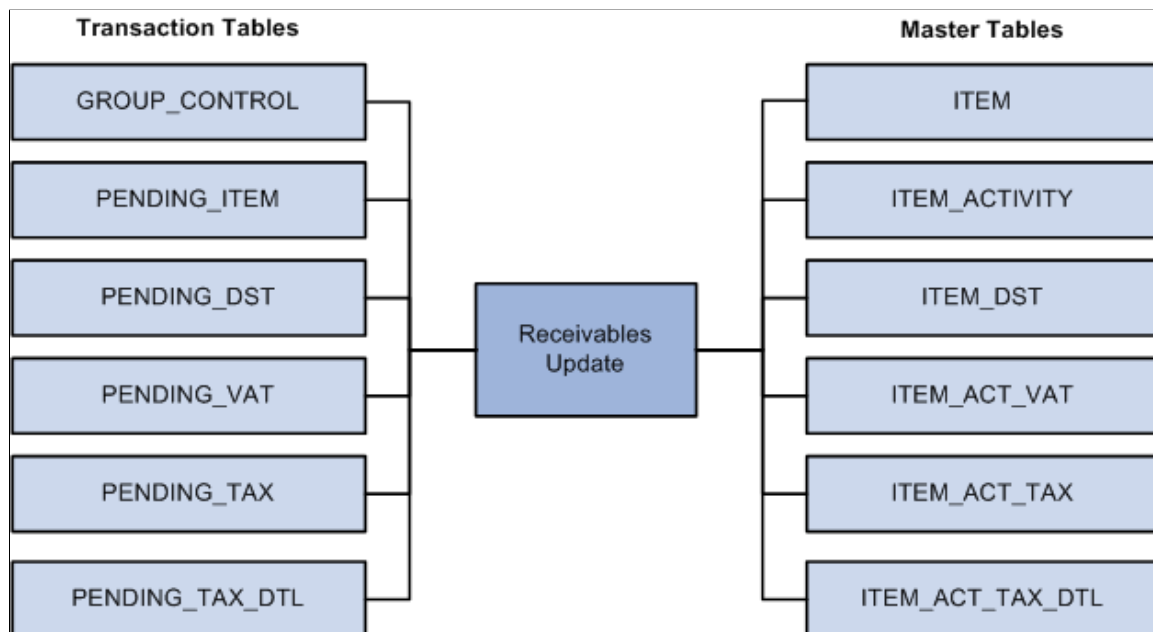 Transaction Tables
Master Tables
GROUP_CONTROL
ITEM
PENDING_ITEM
ITEM_ACTIVITY
PENDING_DST
ITEM_DST
Receivables
Update
PENDING_VAT
ITEM_ACT_VAT
PENDING_TAX
ITEM_ACT_TAX
PENDING_TAX_DTL
ITEM_ACT_TAX_DTL